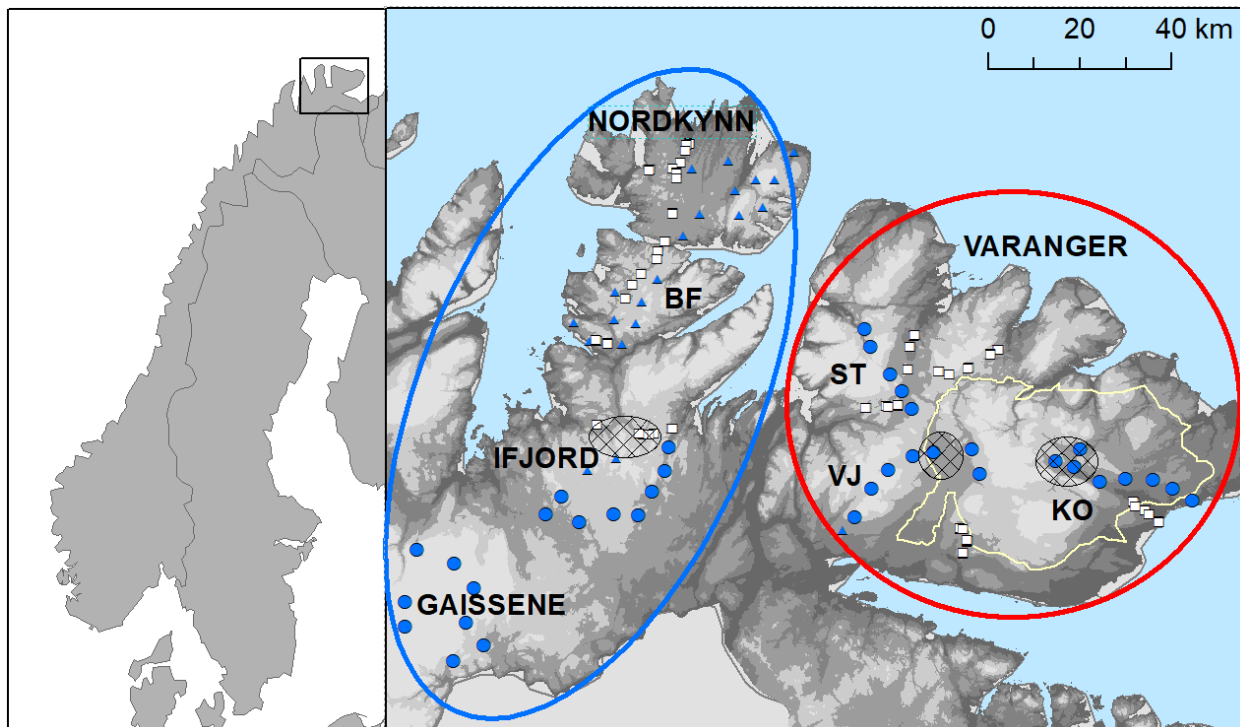 0 20 40 km
NORDKYNN
VARANGER
BF
ST
IFJORD
VJ
KO
GAISSENE